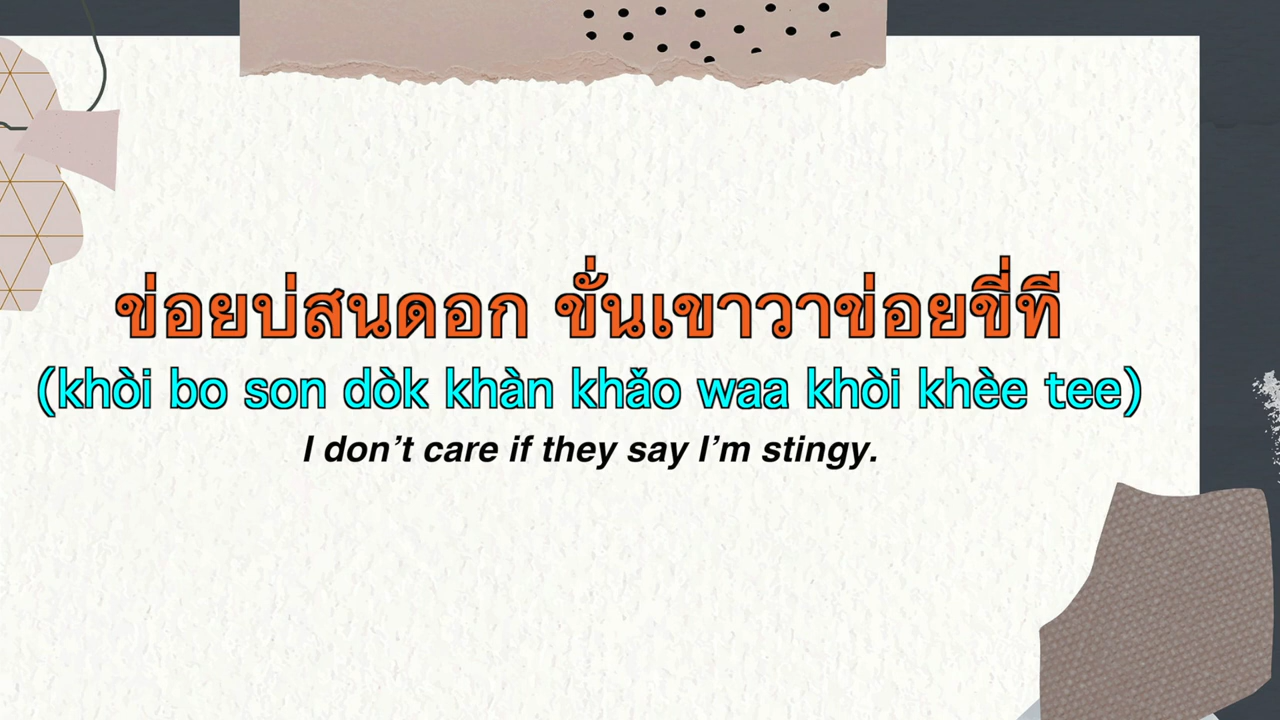 ข่อยบ่สนดอก ขั่นเขาวาข่อยขี่ที
(khòi bo son dòk khàn khǎo waa khòi khèe tee)
I don’t care if they say I’m stingy.